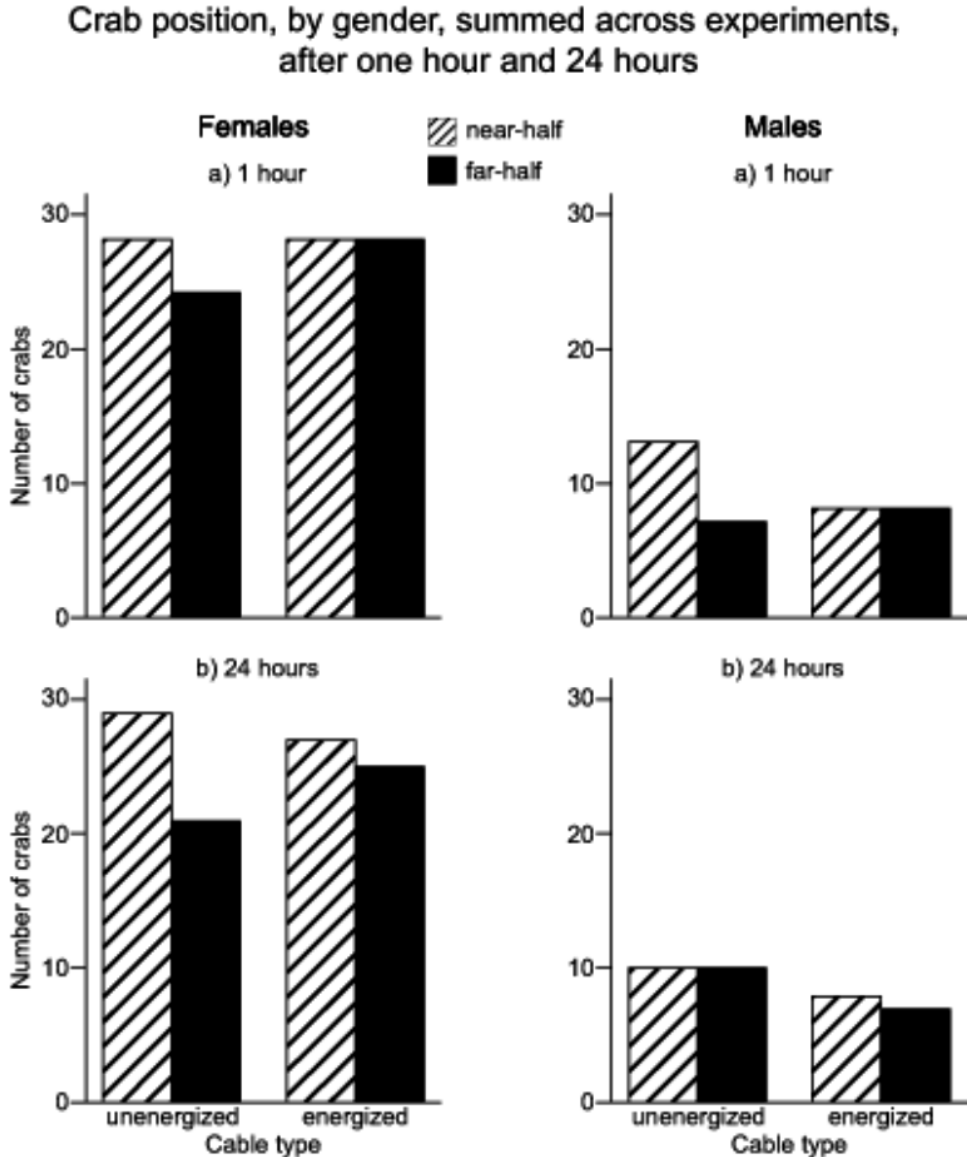 Crab position, by gender, summed across experiments,
after one hour and 24 hours
Females
near-half
far-half
Males
a) 1 hour
a) 1 hour
30
20
10
0
Number of crabs
30
20
10
0
b) 24 hours
b) 24 hours
30
20
10
0
Number of crabs
unenergized
energized
Cable type
30
20
10
0
unenergized
energized
Cable type